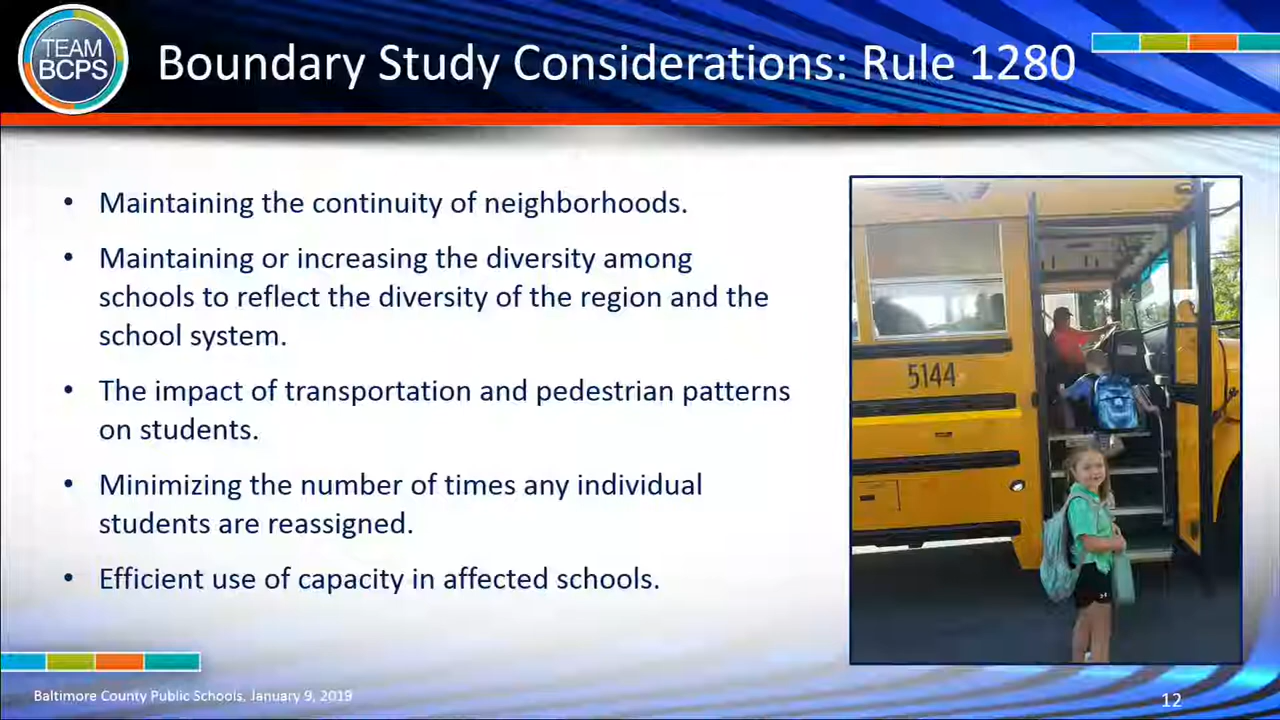 TEAM
BCPS
Boundary Study Considerations: Rule 1280
• Maintaining the continuity of neighborhoods.
• Maintaining or increasing the diversity among
schools to reflect the diversity of the region and the
school system.
• The impact of transportation and pedestrian patterns
on students.
• Minimizing the number of times any individual
students are reassigned.
• Efficient use of capacity in affected schools.
5144
Baltimore County Public Schools, January 9, 2019
12